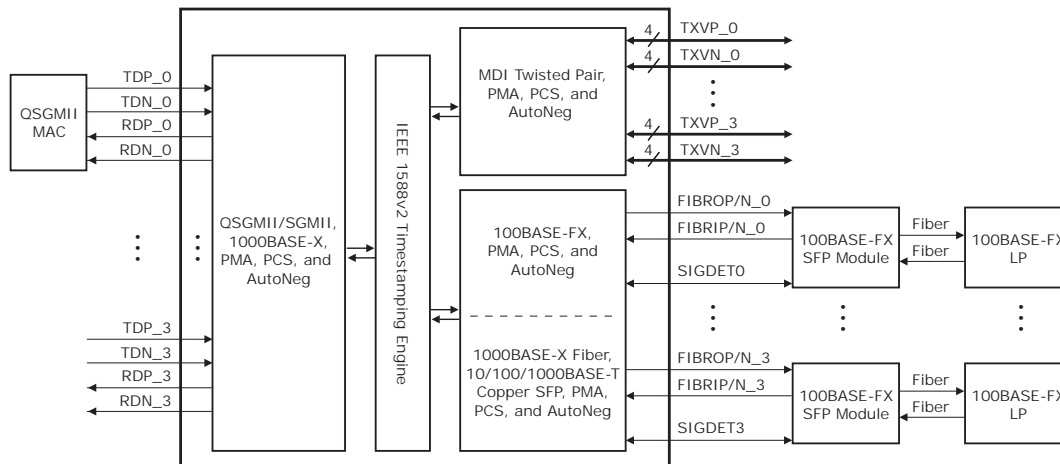 QSGMII
MAC
TDP_0
TDN_0
RDP_0
RDN_0
TDP_3
TDN_3
RDP_3
RDN_3
QSGMII/SGMII,
1000BASE-X,
PMA, PCS, and
AutoNeg
IEEE 1588v2 Timestamping Engine
MDI Twisted Pair,
PMA, PCS, and
AutoNeg
4 TXVP_0
4 TXVN_0
4 TXVP_3
4 TXVN_3
100BASE-FX,
PMA, PCS, and
AutoNeg
1000BASE-X Fiber,
10/100/1000BASE-T
Copper SFP, PMA,
PCS, and AutoNeg
FIBROP/N_0
FIBRIP/N_0
SIGDET0
100BASE-FX
SFP Module
Fiber
Fiber
100BASE-FX
LP
FIBROP/N_3
FIBRIP/N_3
SIGDET3
100BASE-FX
SFP Module
Fiber
Fiber
100BASE-FX
LP